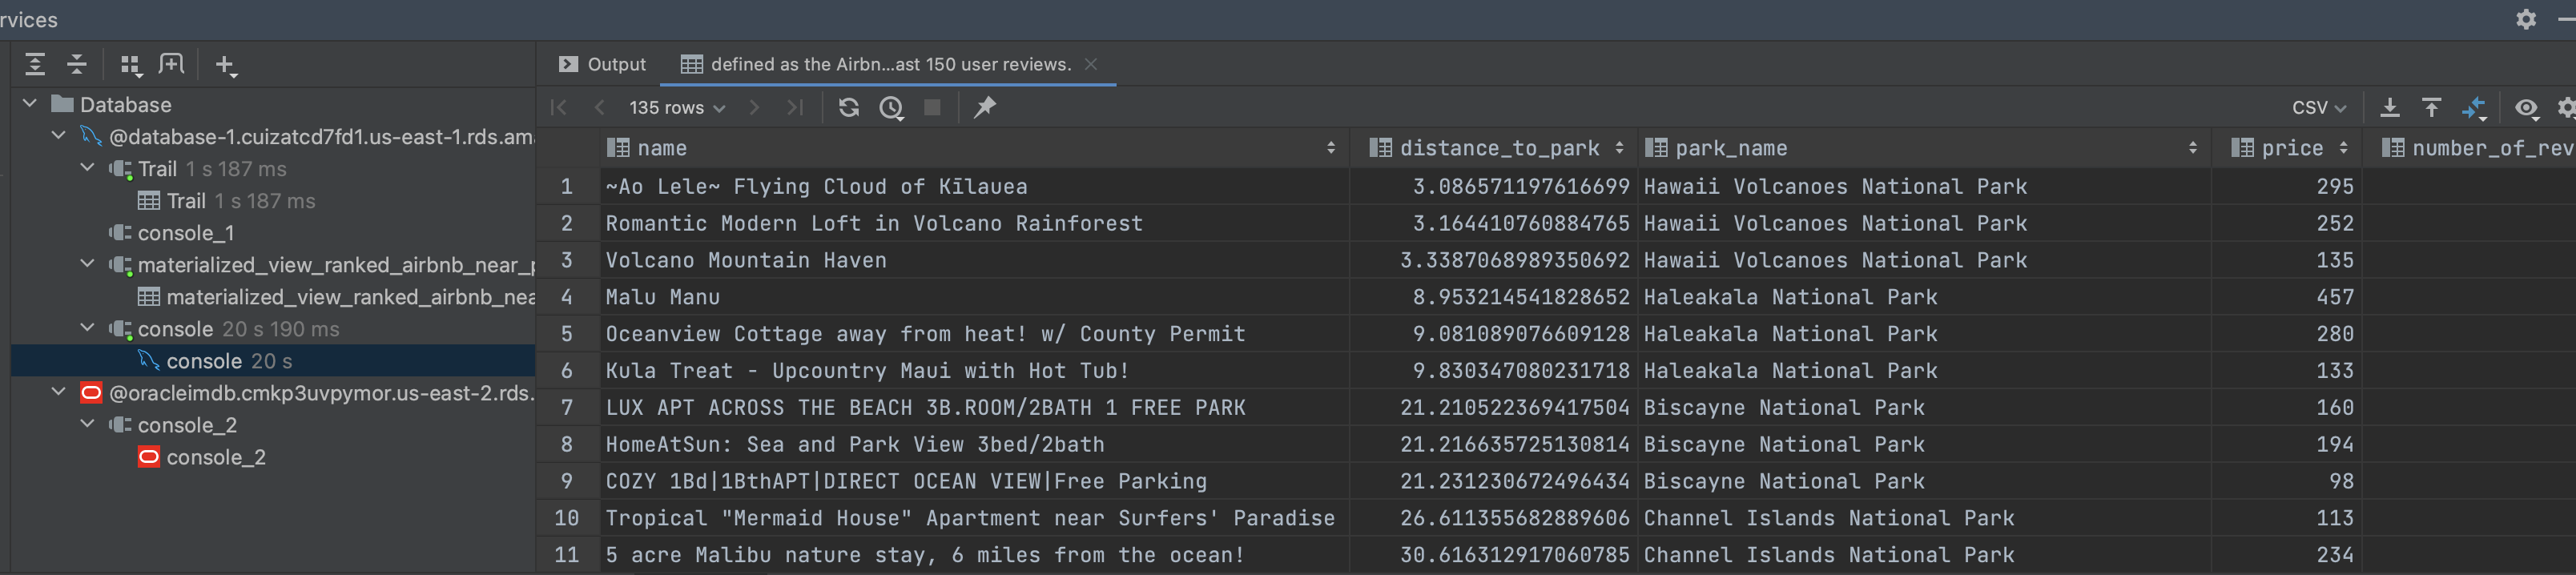 rvices
Output
defined as the Airbn...ast 150 user reviews.
Database
135 rows
CSV
@database-1.cuizatcd7fd1.us-east-1.rds.am
name distance_to_park park_name price number_of_rev
Trail 1 s 187 ms
1 ~Ao Lele~ Flying Cloud of Kīlauea 3.086571197616699 Hawaii Volcanoes National Park 295
Trail 1 s 187 ms
2 Romantic Modern Loft in Volcano Rainforest 3.164410760884765 Hawaii Volcanoes National Park 252
console_1
3 Volcano Mountain Haven 3.3387068989350692 Hawaii Volcanoes National Park 135
materialized_view_ranked_airbnb_near_p
4 Malu Manu 8.953214541828652 Haleakala National Park 457
materialized_view_ranked_airbnb_nea
5 Oceanview Cottage away from heat! w/ County Permit 9.081089076609128 Haleakala National Park 280
console 20 s 190 ms
6 Kula Treat - Upcountry Maui with Hot Tub! 9.830347080231718 Haleakala National Park 133
console 20 s
7 LUX APT ACROSS THE BEACH 3B.ROOM/2BATH 1 FREE PARK 21.210522369417504 Biscayne National Park 160
@oracleimdb.cmkp3uvpymor.us-east-2.rds.
8 HomeAtSun: Sea and Park View 3bed/2bath 21.216635725130814 Biscayne National Park 194
console_2
9 COZY 1Bd|1BthAPT|DIRECT OCEAN VIEW|Free Parking 21.231230672496434 Biscayne National Park 98
console_2
10 Tropical "Mermaid House" Apartment near Surfers' Paradise 26.611355682889606 Channel Islands National Park 113
11 5 acre Malibu nature stay, 6 miles from the ocean! 30.616312917060785 Channel Islands National Park 234